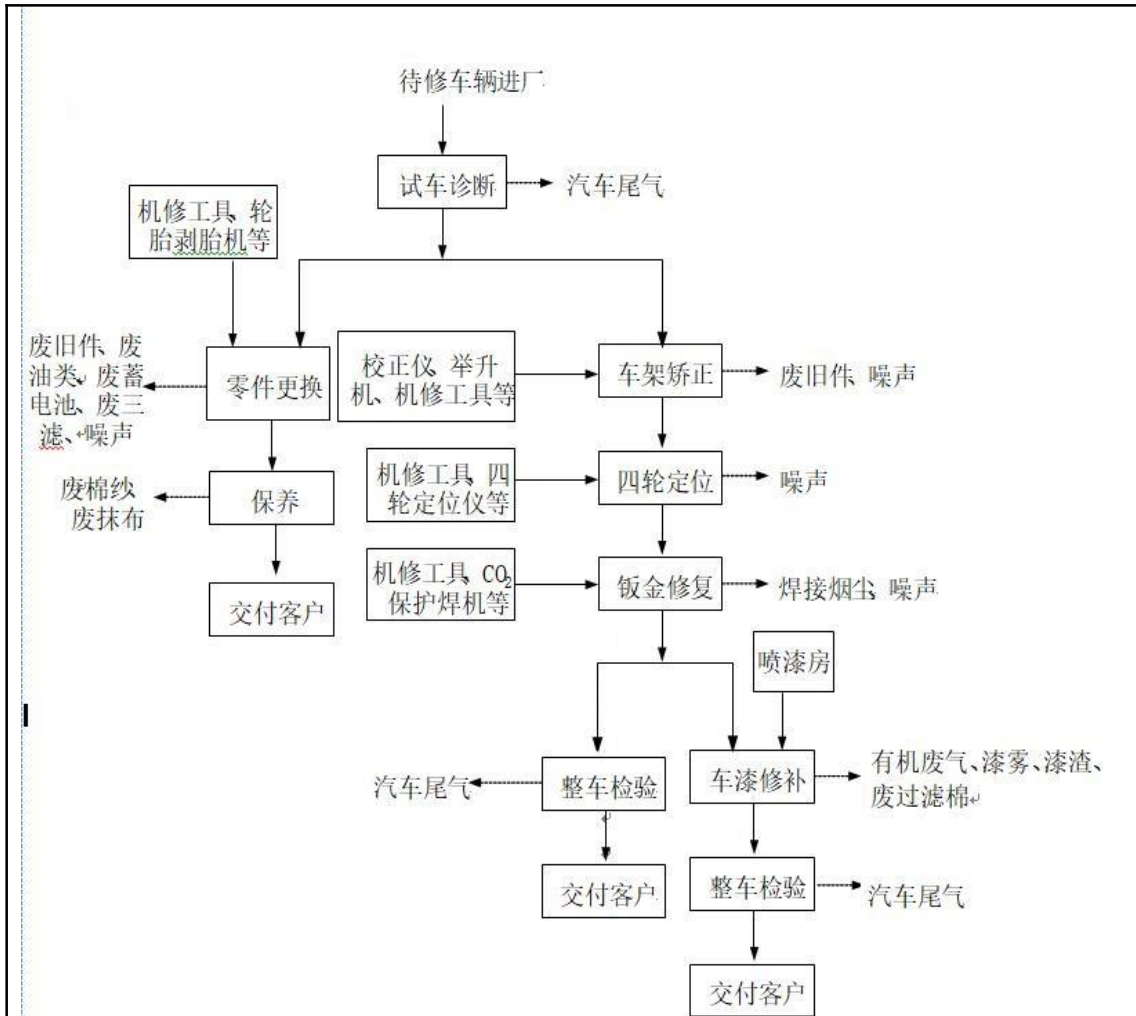 待修车辆进厂
试车诊断
汽车尾气
机修工具、轮
胎剥胎机等
废旧件、废
油类、废蓄
电池、废三
滤、噪声
零件更换
校正仪、举升
机、机修工具等
车架矫正
废旧件、噪声
废棉纱、
废抹布
保养
机修工具、四
轮定位仪等
四轮定位
噪声
交付客户
机修工具、CO₂
保护焊机等
钣金修复
焊接烟尘、噪声
喷漆房
汽车尾气
整车检验
车漆修补
有机废气、漆雾、漆渣、
废过滤棉
交付客户
整车检验
汽车尾气
交付客户